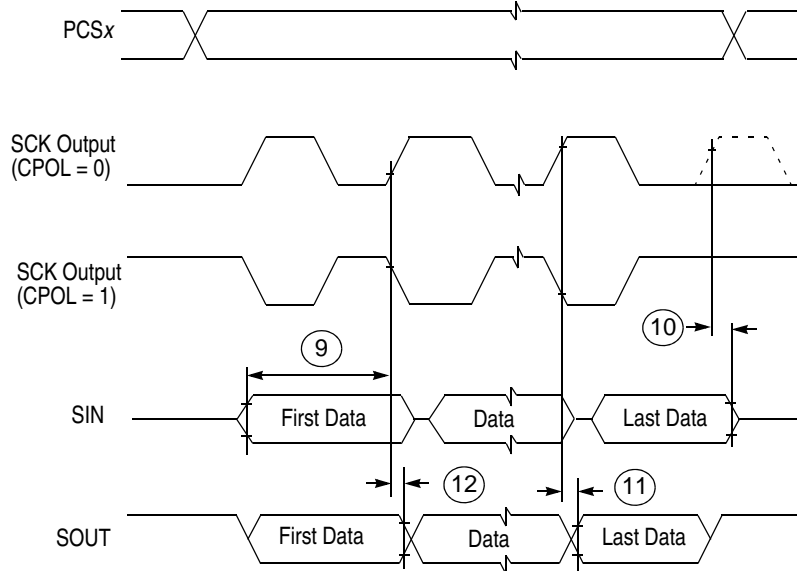 PCSx
SCK Output
(CPOL = 0)
SCK Output
(CPOL = 1)
10
9
SIN
First Data
Data
Last Data
12
11
SOUT
First Data
Data
Last Data